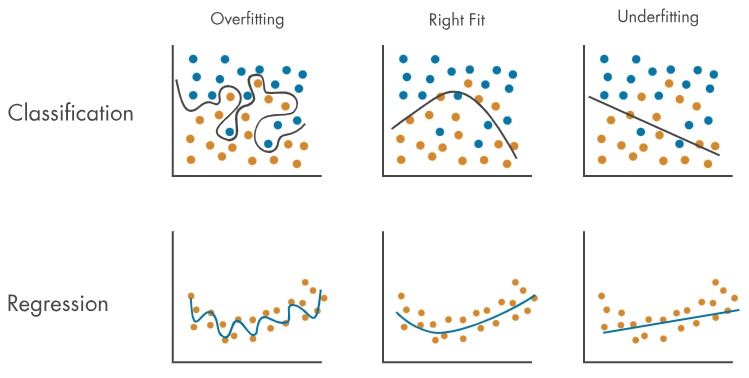 Overfitting
Right Fit
Underfitting
Classification
Regression